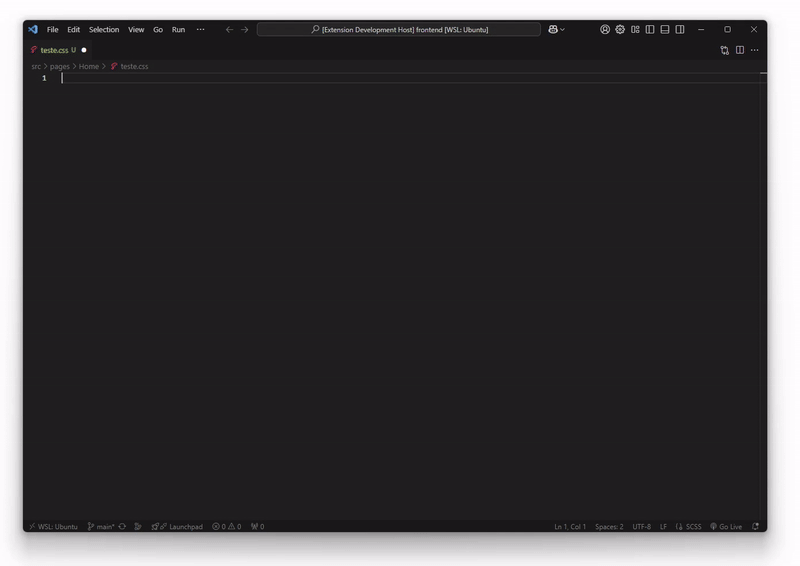 File Edit Selection View Go Run ··· [Extension Development Host] frontend [WSL: Ubuntu]
teste.css U
src > pages > Home > teste.css
1
WSL: Ubuntu main* Launchpad 0 0 0 Ln 1, Col 1 Spaces: 2 UTF-8 LF SCSS Go Live